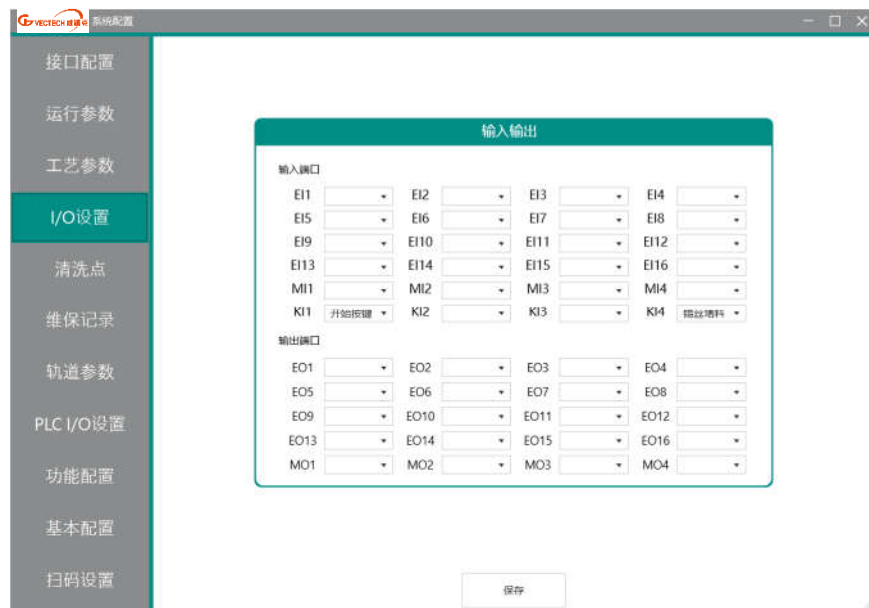 VECTECH 系统配置
接口配置
运行参数
工艺参数
I/O设置
清洗点
维保记录
轨道参数
PLC I/O设置
功能配置
基本配置
扫码设置
输入输出
输入端口
EI1 EI2 EI3 EI4
EI5 EI6 EI7 EI8
EI9 EI10 EI11 EI12
EI13 EI14 EI15 EI16
MI1 MI2 MI3 MI4
KI1 开始按键 KI2 KI3 KI4
输出端口
EO1 EO2 EO3 EO4
EO5 EO6 EO7 EO8
EO9 EO10 EO11 EO12
EO13 EO14 EO15 EO16
MO1 MO2 MO3 MO4
保存